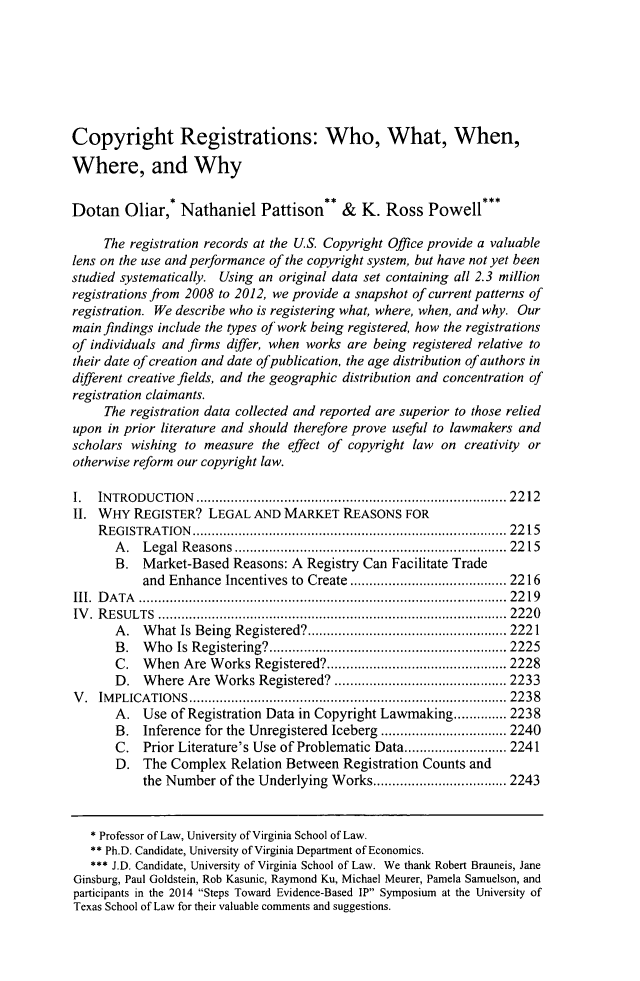 Copyright Registrations: Who, What, When,
Where, and Why
Dotan Oliar,* Nathaniel Pattison** & K. Ross Powell***
The registration records at the U.S. Copyright Office provide a valuable
lens on the use and performance of the copyright system, but have not yet been
studied systematically. Using an original data set containing all 2.3 million
registrations from 2008 to 2012, we provide a snapshot of current patterns of
registration. We describe who is registering what, where, when, and why. Our
main findings include the types of work being registered, how the registrations
of individuals and firms differ, when works are being registered relative to
their date of creation and date of publication, the age distribution of authors in
different creative fields, and the geographic distribution and concentration of
registration claimants.
The registration data collected and reported are superior to those relied
upon in prior literature and should therefore prove useful to lawmakers and
scholars wishing to measure the effect of copyright law on creativity or
otherwise reform our copyright law.
I. INTRODUCTION ................................................................................. 2212
II. WHY REGISTER? LEGAL AND MARKET REASONS FOR
REGISTRATION.................................................................................. 2215
A. Legal Reasons ....................................................................... 2215
B. Market-Based Reasons: A Registry Can Facilitate Trade
and Enhance Incentives to Create ......................................... 2216
III. DATA ................................................................................................ 2219
IV. RESULTS ........................................................................................... 2220
A. What Is Being Registered?.................................................... 2221
B. Who Is Registering?.............................................................. 2225
C. When Are Works Registered?............................................... 2228
D. Where Are Works Registered? ............................................. 2233
V. IMPLICATIONS................................................................................... 2238
A. Use of Registration Data in Copyright Lawmaking.............. 2238
B. Inference for the Unregistered Iceberg ................................. 2240
C. Prior Literature's Use of Problematic Data........................... 2241
D. The Complex Relation Between Registration Counts and
the Number of the Underlying Works................................... 2243
* Professor of Law, University of Virginia School of Law.
** Ph.D. Candidate, University of Virginia Department of Economics.
*** J.D. Candidate, University of Virginia School of Law. We thank Robert Brauneis, Jane
Ginsburg, Paul Goldstein, Rob Kasunic, Raymond Ku, Michael Meurer, Pamela Samuelson, and
participants in the 2014 “Steps Toward Evidence-Based IP” Symposium at the University of
Texas School of Law for their valuable comments and suggestions.